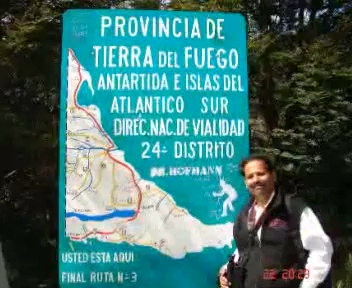 PROVINCIA DE
TIERRA DEL FUEGO
ANTARTIDA E ISLAS DEL
ATLANTICO SUR
DIREC. NAC. DE VIALIDAD
24º DISTRITO
USTED ESTA AQUI
FINAL RUTA Nº 3